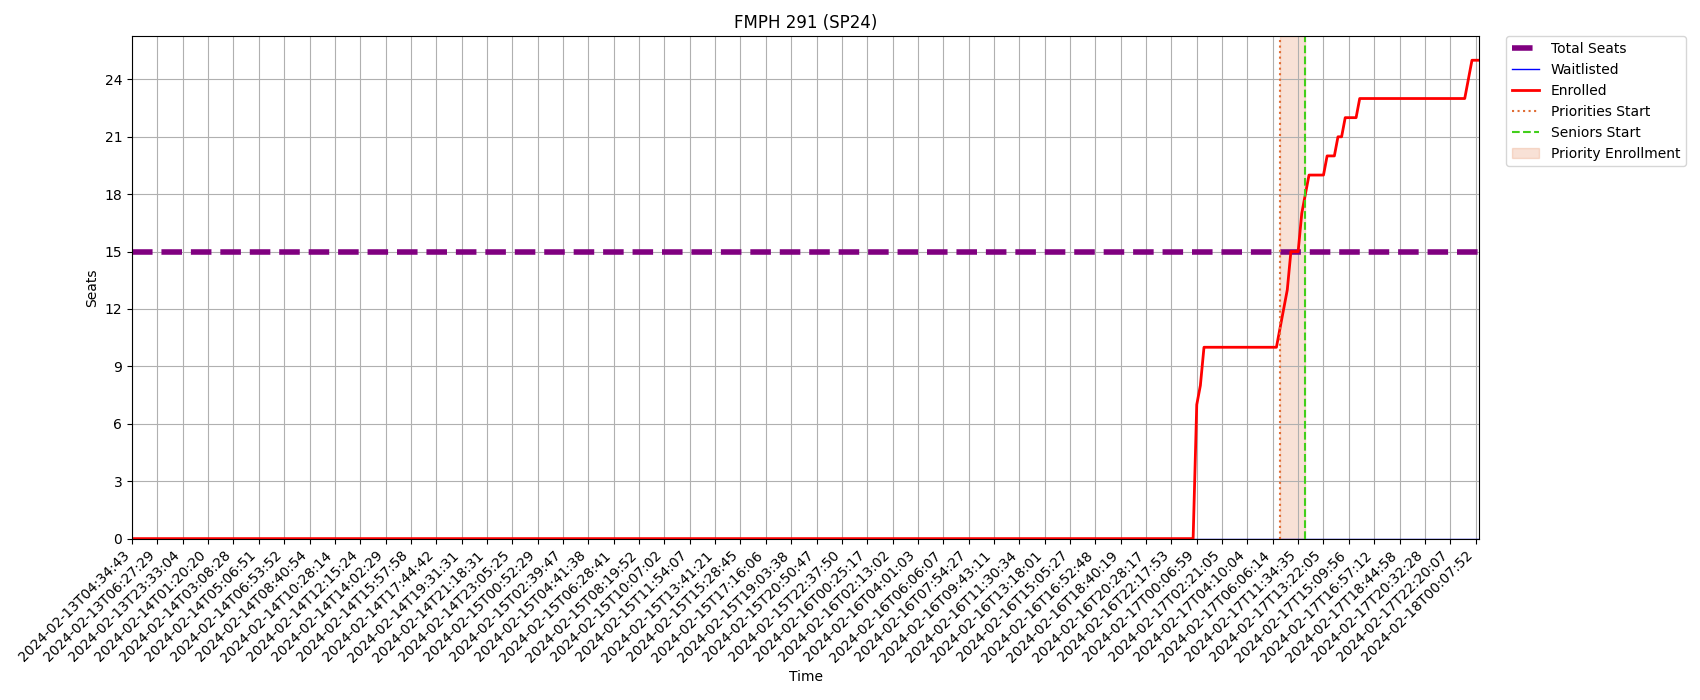 FMPH 291 (SP24)
Total Seats
Waitlisted
Enrolled
Priorities Start
Seniors Start
Priority Enrollment
Seats
24
21
18
15
12
9
6
3
0
2024-02-13T04:34:43
2024-02-13T06:27:29
2024-02-13T23:33:04
2024-02-14T01:20:20
2024-02-14T03:08:28
2024-02-14T05:06:51
2024-02-14T06:53:52
2024-02-14T08:40:54
2024-02-14T10:28:14
2024-02-14T12:15:24
2024-02-14T14:02:29
2024-02-14T15:57:58
2024-02-14T17:44:42
2024-02-14T19:31:31
2024-02-14T21:18:31
2024-02-14T23:05:25
2024-02-15T00:52:29
2024-02-15T02:39:47
2024-02-15T04:41:38
2024-02-15T06:28:41
2024-02-15T08:19:52
2024-02-15T10:07:02
2024-02-15T11:54:07
2024-02-15T13:41:21
2024-02-15T15:28:45
2024-02-15T17:16:06
2024-02-15T19:03:38
2024-02-15T20:50:47
2024-02-15T22:37:50
2024-02-16T00:25:17
2024-02-16T02:13:02
2024-02-16T04:01:03
2024-02-16T06:06:07
2024-02-16T07:54:27
2024-02-16T09:43:11
2024-02-16T11:30:34
2024-02-16T13:18:01
2024-02-16T15:05:27
2024-02-16T16:52:48
2024-02-16T18:40:19
2024-02-16T20:28:17
2024-02-16T22:17:53
2024-02-17T00:06:59
2024-02-17T02:21:05
2024-02-17T04:10:04
2024-02-17T06:06:14
2024-02-17T11:34:35
2024-02-17T13:22:05
2024-02-17T15:09:56
2024-02-17T16:57:12
2024-02-17T18:44:58
2024-02-17T20:32:28
2024-02-17T22:20:07
2024-02-18T00:07:52
Time